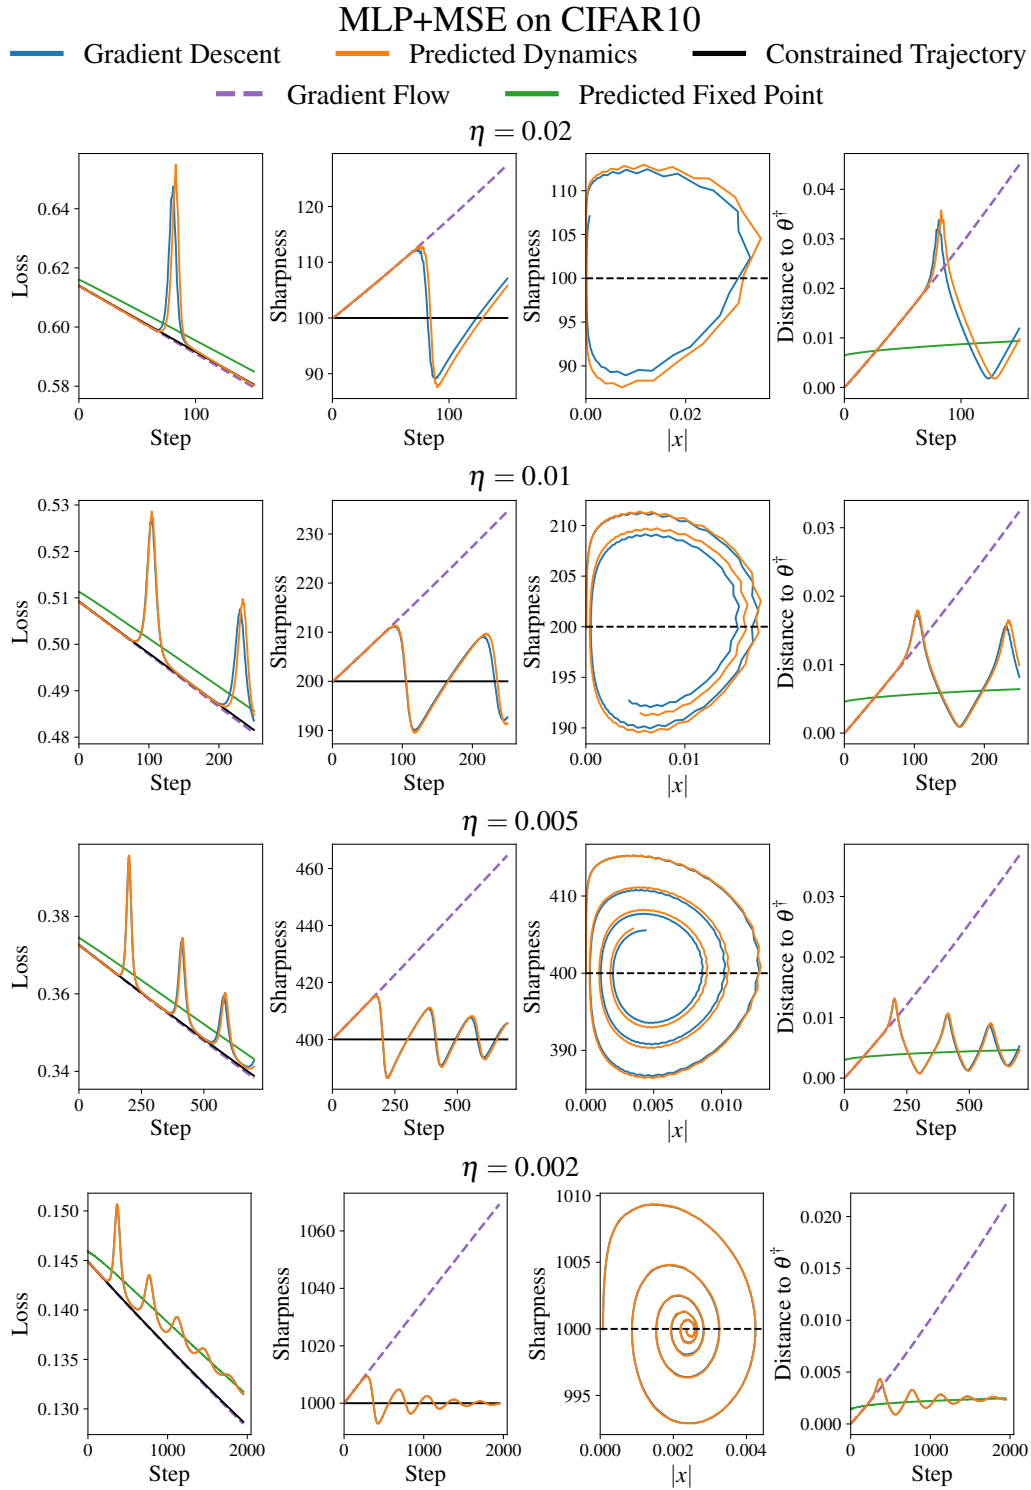 MLP+MSE on CIFAR10
Gradient Descent Predicted Dynamics Constrained Trajectory
Gradient Flow Predicted Fixed Point
η = 0.02
Loss
0.64
0.62
0.60
0.58
0 100
Step
Sharpness
120
110
100
90
0 100
Step
Sharpness
110
105
100
95
90
0.00 0.02
|x|
Distance to θ†
0.04
0.03
0.02
0.01
0.00
0 100
Step
η = 0.01
Loss
0.53
0.52
0.51
0.50
0.49
0.48
0 100 200
Step
Sharpness
230
220
210
200
190
0 100 200
Step
Sharpness
210
205
200
195
190
0.00 0.01
|x|
Distance to θ†
0.03
0.02
0.01
0.00
0 100 200
Step
η = 0.005
Loss
0.38
0.36
0.34
0 250 500
Step
Sharpness
460
440
420
400
0 250 500
Step
Sharpness
410
400
390
0.000 0.005 0.010
|x|
Distance to θ†
0.03
0.02
0.01
0.00
0 250 500
Step
η = 0.002
Loss
0.150
0.145
0.140
0.135
0.130
0 1000 2000
Step
Sharpness
1060
1040
1020
1000
0 1000 2000
Step
Sharpness
1010
1005
1000
995
0.000 0.002 0.004
|x|
Distance to θ†
0.020
0.015
0.010
0.005
0.000
0 1000 2000
Step